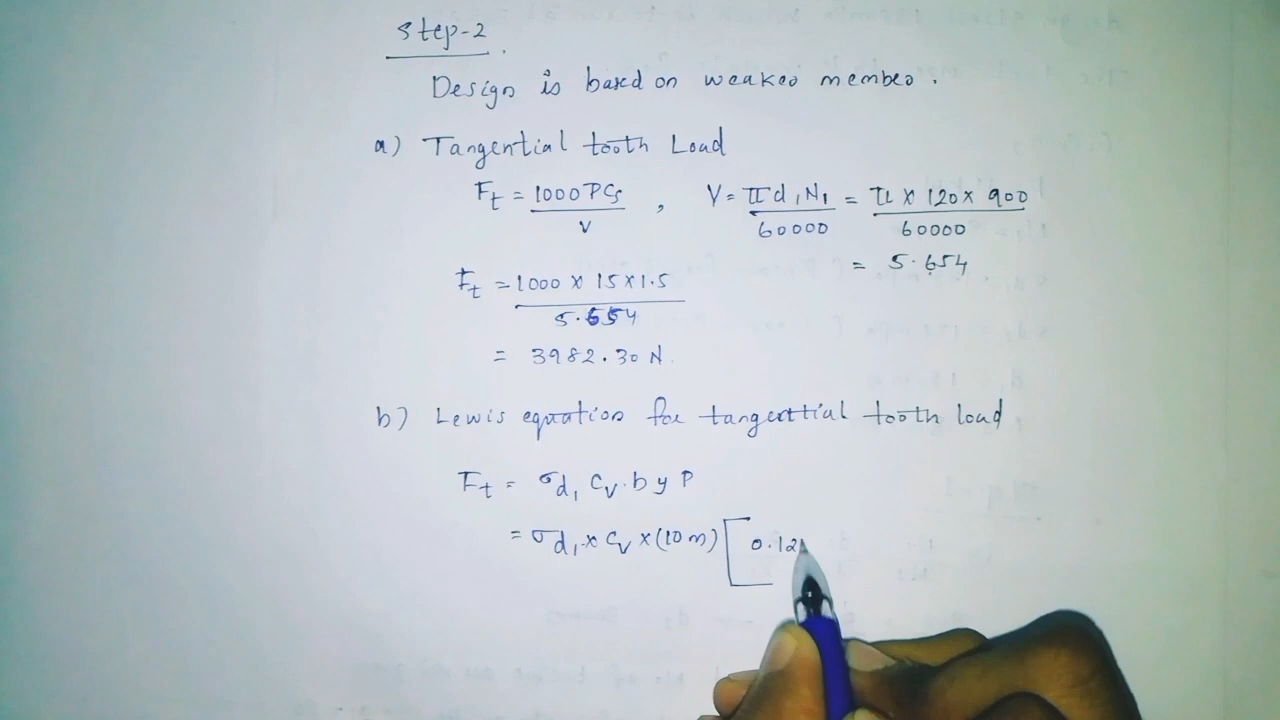 Step-2
Design is based on weaker member.
a) Tangential tooth Load
Ft = 1000PCs / V , V = πd1N1 / 60000 = π x 120 x 900 / 60000
= 5.654
Ft = 1000 x 15 x 1.5 / 5.654
= 3982.30 N.
b) Lewis equation for tangential tooth load
Ft = σd1 Cv. b y P
= σd1 x Cv x (10 m) [ 0.12